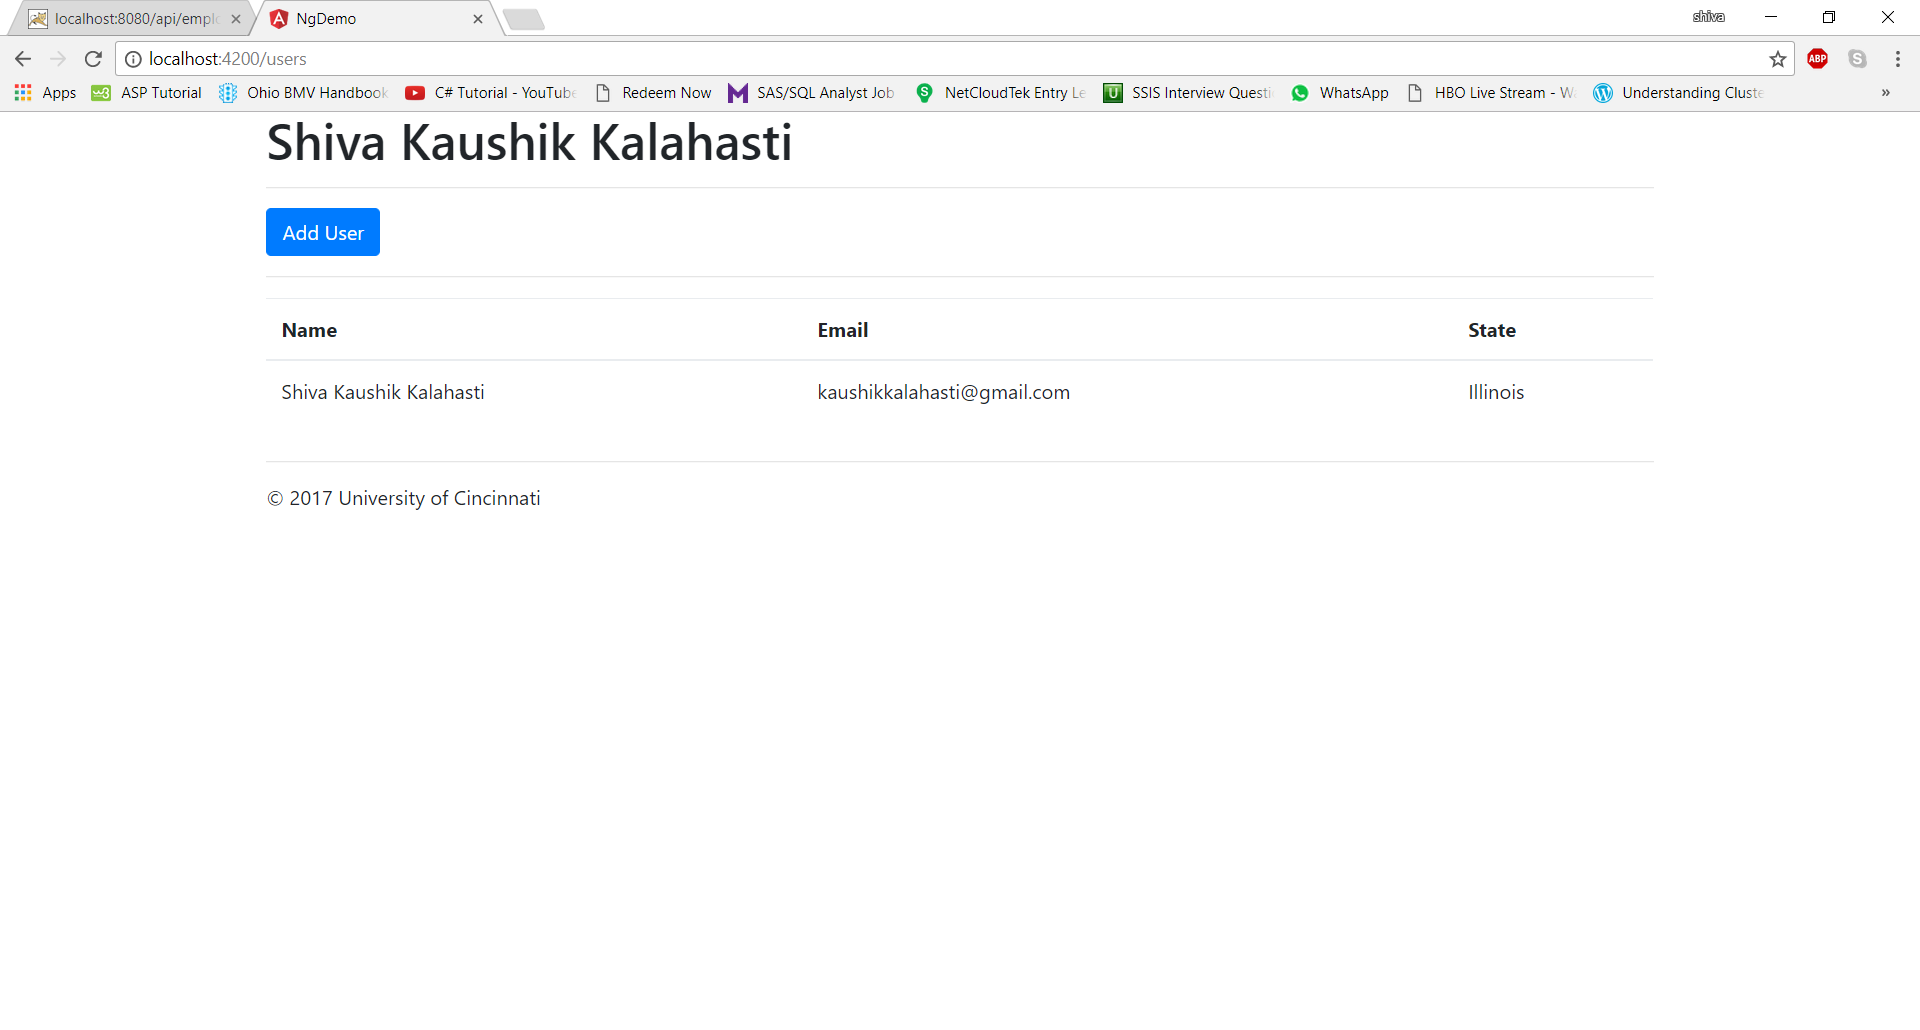 localhost:8080/api/emplo
NgDemo
shiva
localhost:4200/users
ABP
Apps
ASP Tutorial
Ohio BMV Handbook
C# Tutorial - YouTube
Redeem Now
SAS/SQL Analyst Job
NetCloudTek Entry Le
SSIS Interview Questi
WhatsApp
HBO Live Stream - Wa
Understanding Cluste
»
Shiva Kaushik Kalahasti
Add User
Name Email State
Shiva Kaushik Kalahasti kaushikkalahasti@gmail.com Illinois
© 2017 University of Cincinnati